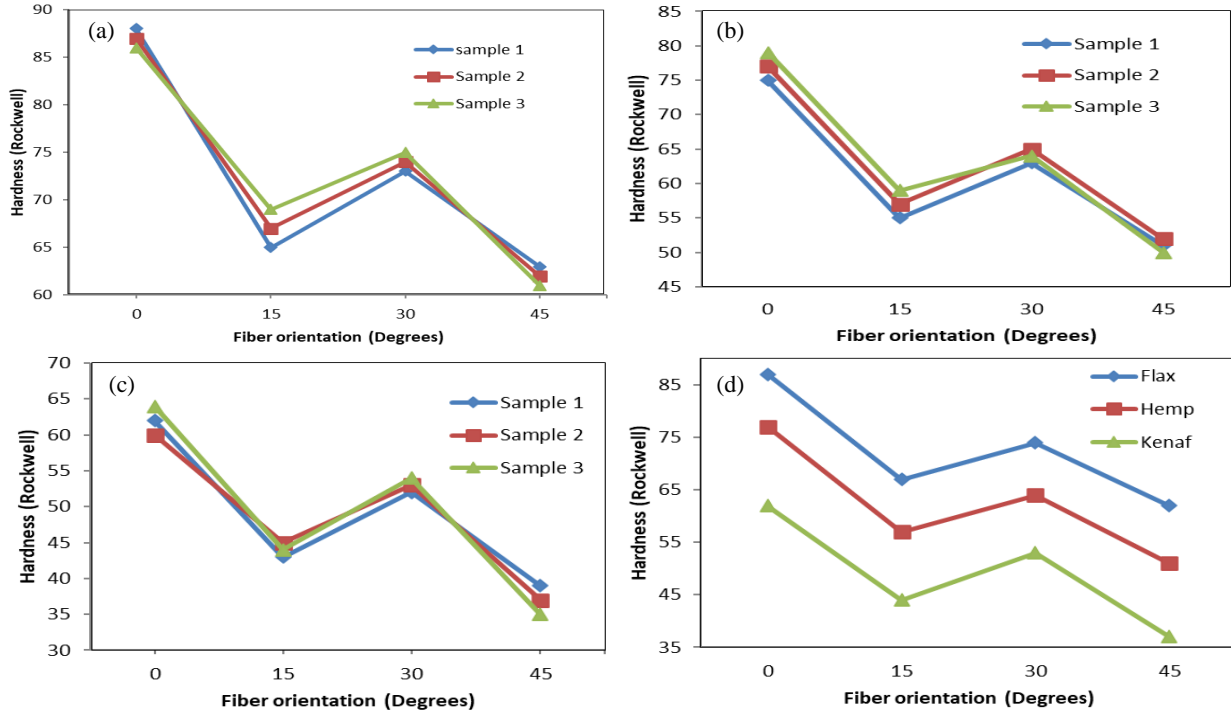 (a)
sample 1
Sample 2
Sample 3
Hardness (Rockwell)
90
85
80
75
70
65
60
0 15 30 45
Fiber orientation (Degrees)
(b)
Sample 1
Sample 2
Sample 3
Hardness (Rockwell)
85
80
75
70
65
60
55
50
45
0 15 30 45
Fiber orientation (Degrees)
(c)
Sample 1
Sample 2
Sample 3
Hardness (Rockwell)
70
65
60
55
50
45
40
35
30
0 15 30 45
Fiber orientation (Degrees)
(d)
Flax
Hemp
Kenaf
Hardness (Rockwell)
85
75
65
55
45
35
0 15 30 45
Fiber orientation (Degrees)